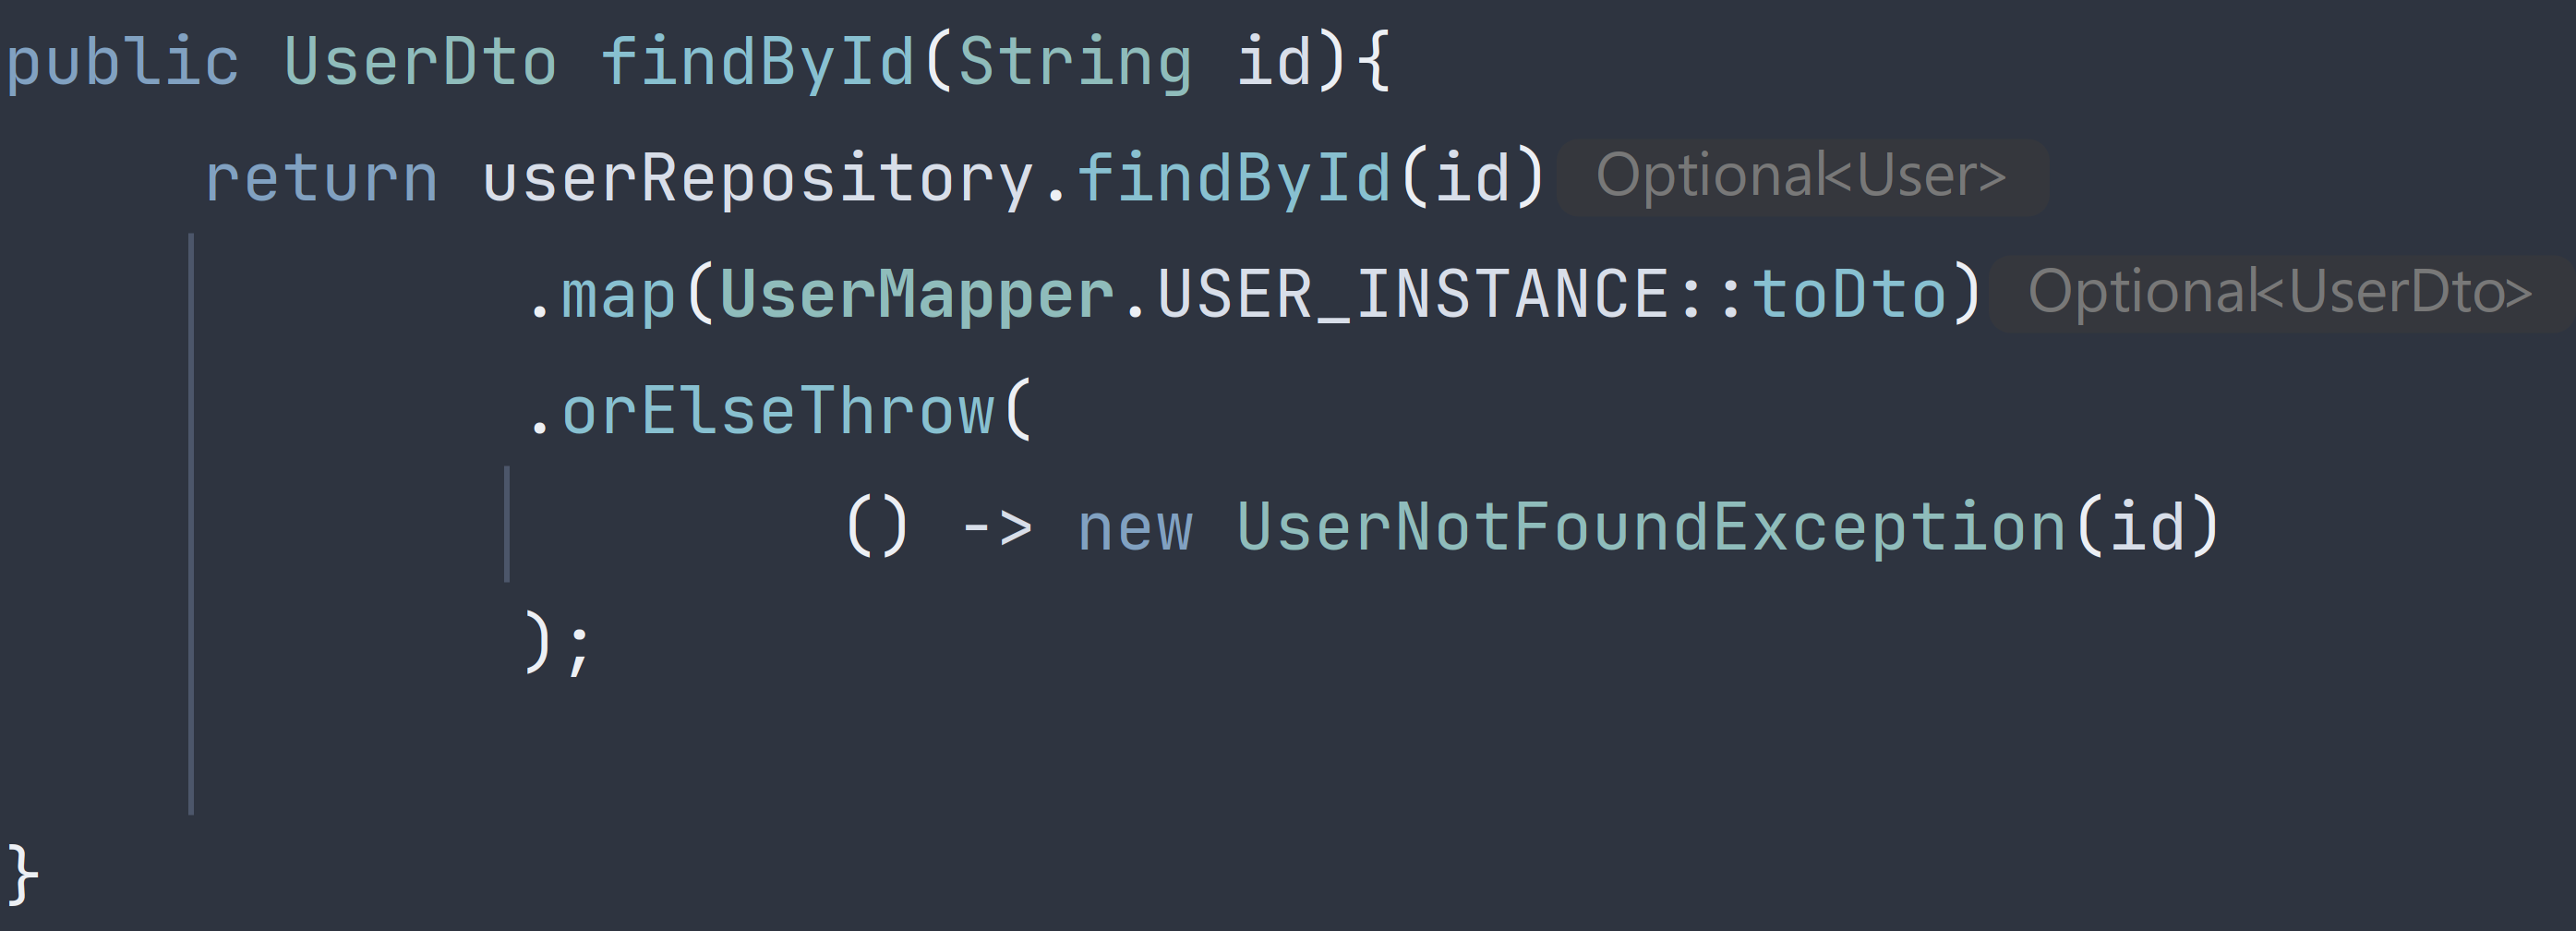 public UserDto findById(String id){
return userRepository.findById(id) Optional<User>
.map(UserMapper.USER_INSTANCE::toDto) Optional<UserDto>
.orElseThrow(
() -> new UserNotFoundException(id)
);
}